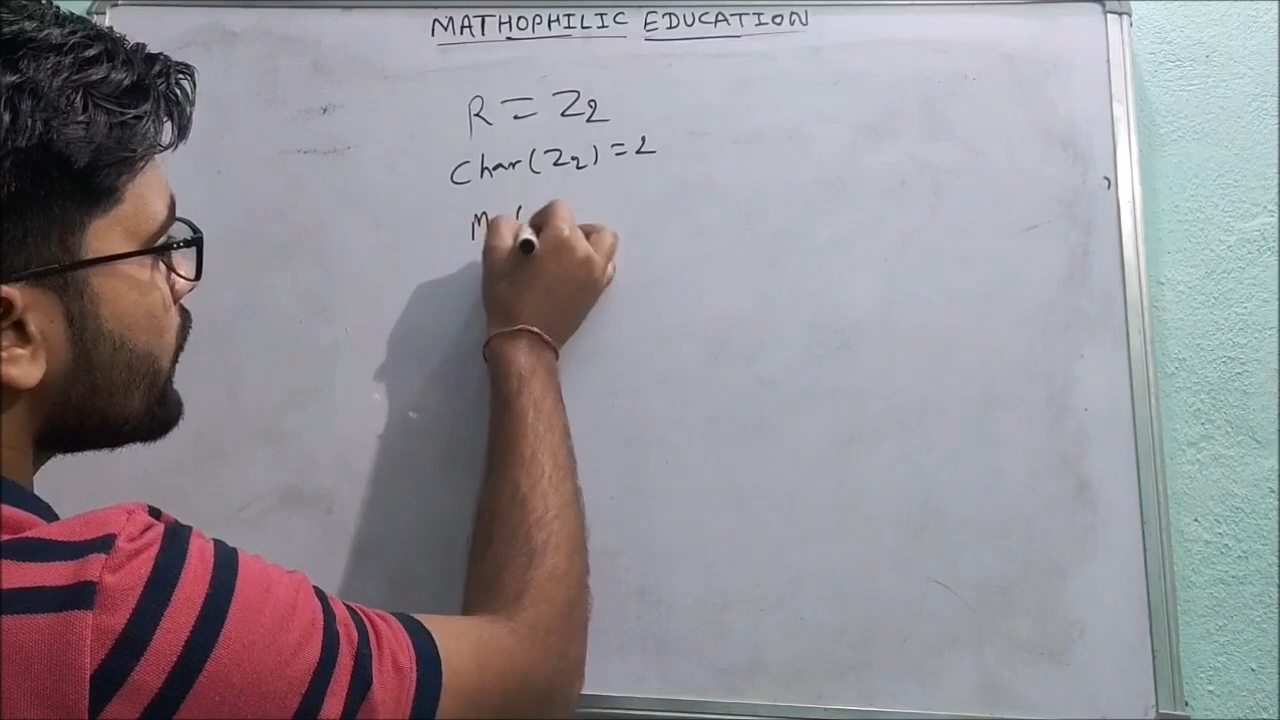 MATHOPHILIC EDUCATION
R = Z2
Char(Z2) = 2
M